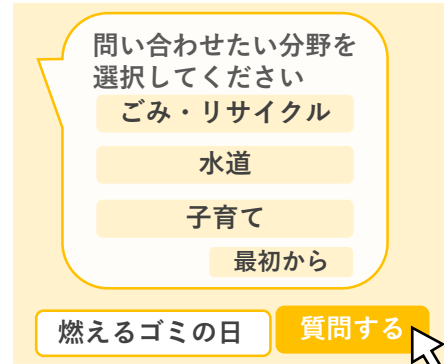 問い合わせたい分野を
選択してください
ごみ・リサイクル
水道
子育て
最初から
燃えるゴミの日
質問する